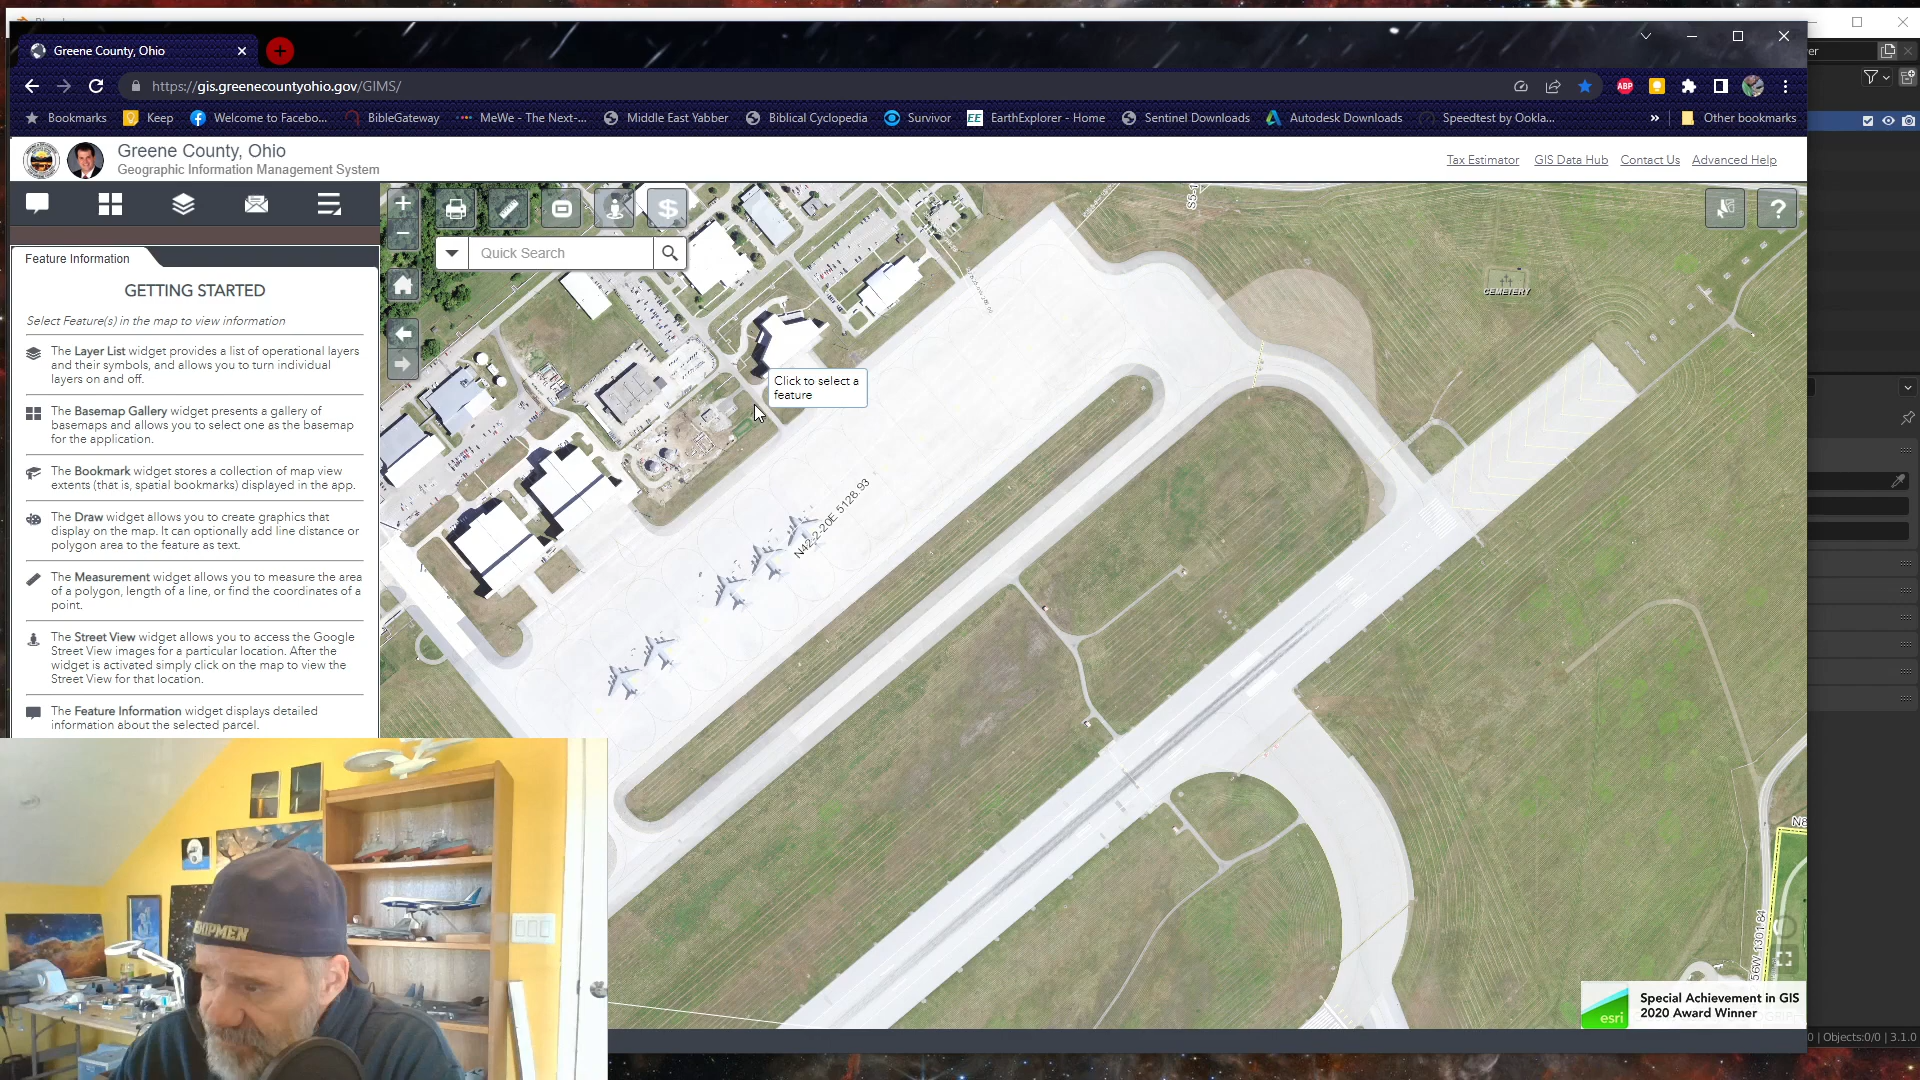 Greene County, Ohio
https://gis.greenecountyohio.gov/GIMS/
ABP
Bookmarks
Keep
Welcome to Facebo...
BibleGateway
MeWe - The Next-...
Middle East Yabber
Biblical Cyclopedia
Survivor
EE
EarthExplorer - Home
Sentinel Downloads
Autodesk Downloads
Speedtest by Ookla...
»
Other bookmarks
Greene County, Ohio
Geographic Information Management System
Tax Estimator
GIS Data Hub
Contact Us
Advanced Help
Quick Search
?
Feature Information
GETTING STARTED
Select Feature(s) in the map to view information
The Layer List widget provides a list of operational layers
and their symbols, and allows you to turn individual
layers on and off.
The Basemap Gallery widget presents a gallery of
basemaps and allows you to select one as the basemap
for the application.
The Bookmark widget stores a collection of map view
extents (that is, spatial bookmarks) displayed in the app.
The Draw widget allows you to create graphics that
display on the map. It can optionally add line distance or
polygon area to the feature as text.
The Measurement widget allows you to measure the area
of a polygon, length of a line, or find the coordinates of a
point.
The Street View widget allows you to access the Google
Street View images for a particular location. After the
widget is activated simply click on the map to view the
Street View for that location.
The Feature Information widget displays detailed
information about the selected parcel.
Click to select a
feature
CEMETERY
N42-2-20E 5128.93
56W 1301.84
esri
Special Achievement in GIS
2020 Award Winner
0 | Objects:0/0 | 3.1.0